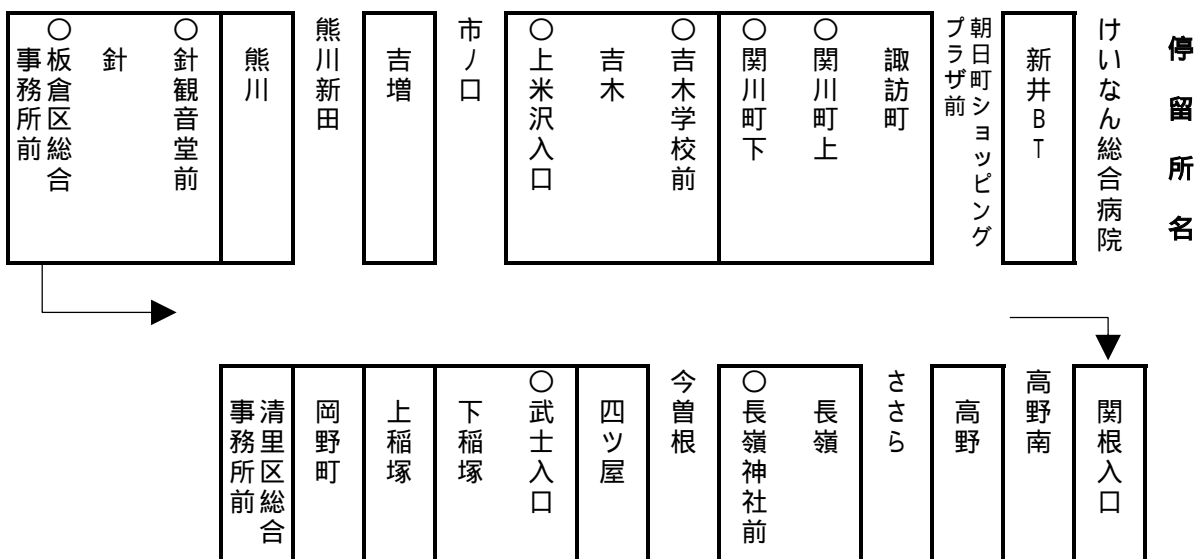 停留所名
けいなん総合病院
新井BT
朝日町ショッピング
プラザ前
諏訪町
○関川町上
○関川町下
○吉木学校前
吉木
○上米沢入口
市ノ口
吉増
熊川新田
熊川
○針観音堂前
針
○板倉区総合
事務所前
関根入口
高野南
高野
ささら
長嶺
○長嶺神社前
今曽根
四ツ屋
○武士入口
下稲塚
上稲塚
岡野町
清里区総合
事務所前